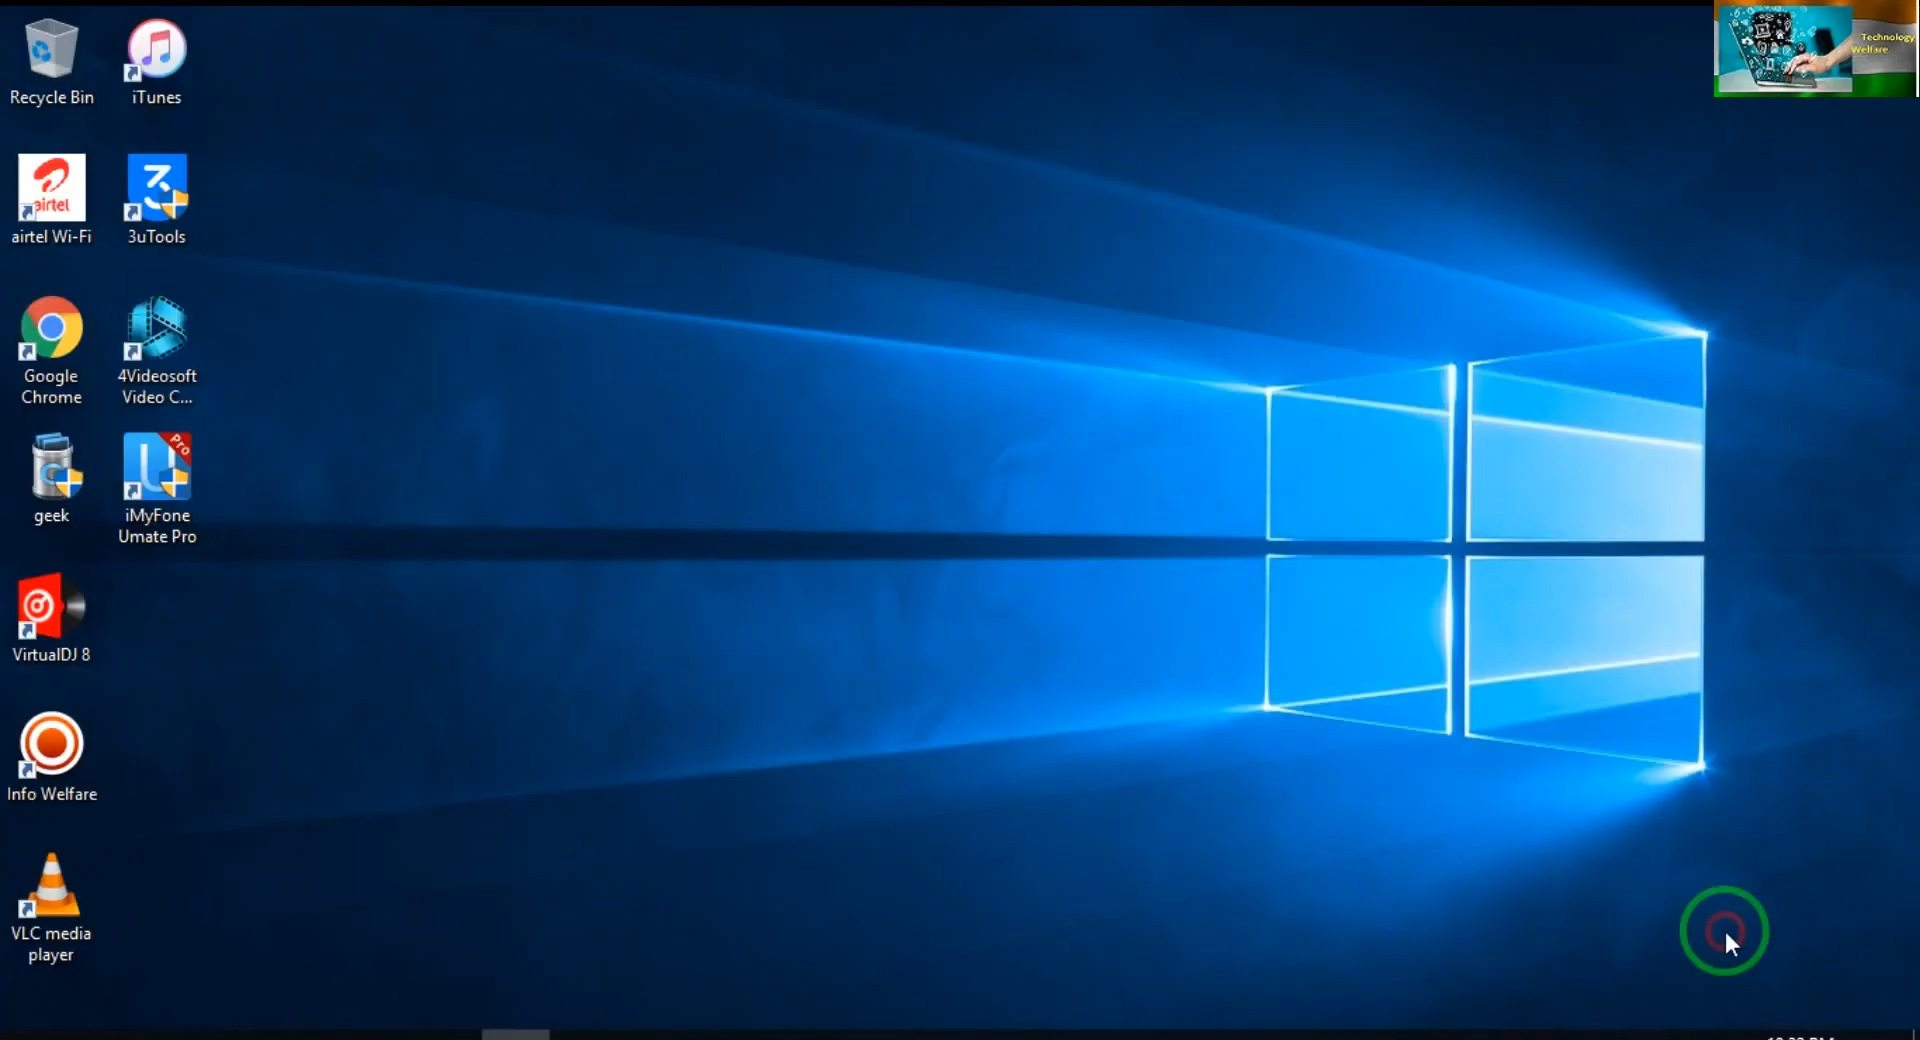 Recycle Bin
iTunes
Technology
Welfare
airtel
airtel Wi-Fi
3uTools
Google
Chrome
4Videosoft
Video C...
Pro
geek
iMyFone
Umate Pro
VirtualDJ 8
Info Welfare
VLC media
player